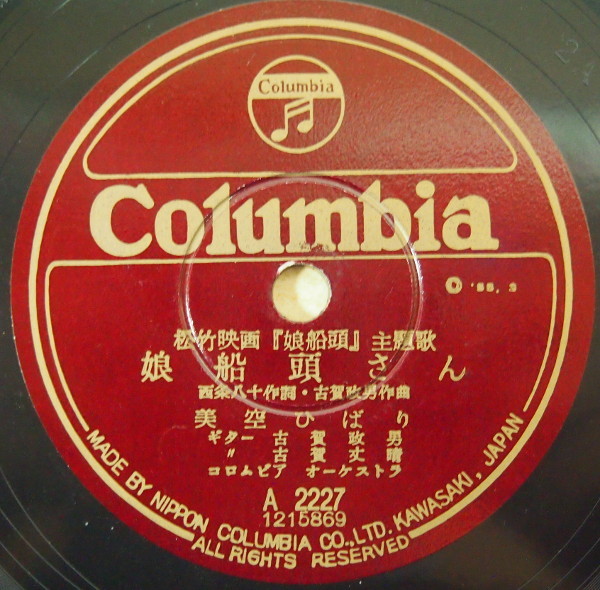 Columbia
Columbia
'55. 3
松竹映画『娘船頭』主題歌
娘船頭さん
西条八十作詞・古賀政男作曲
美空ひばり
ギター 古賀政男
〃 古賀丈晴
コロムビア オーケストラ
A 2227
1215869
MADE BY NIPPON COLUMBIA CO.,LTD. KAWASAKI, JAPAN
ALL RIGHTS RESERVED